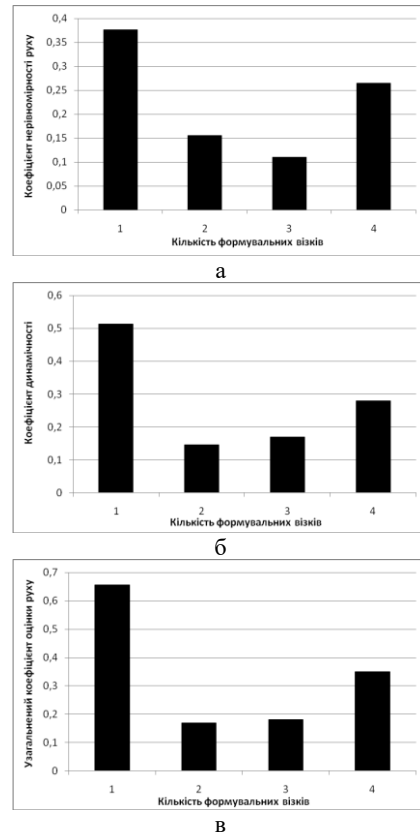 Коефіцієнт нерівномірності руху
0,4
0,35
0,3
0,25
0,2
0,15
0,1
0,05
0
1 2 3 4
Кількість формувальних візків
а
Коефіцієнт динамічності
0,6
0,5
0,4
0,3
0,2
0,1
0
1 2 3 4
Кількість формувальних візків
б
Узагальнений коефіцієнт оцінки руху
0,7
0,6
0,5
0,4
0,3
0,2
0,1
0
1 2 3 4
Кількість формувальних візків
в